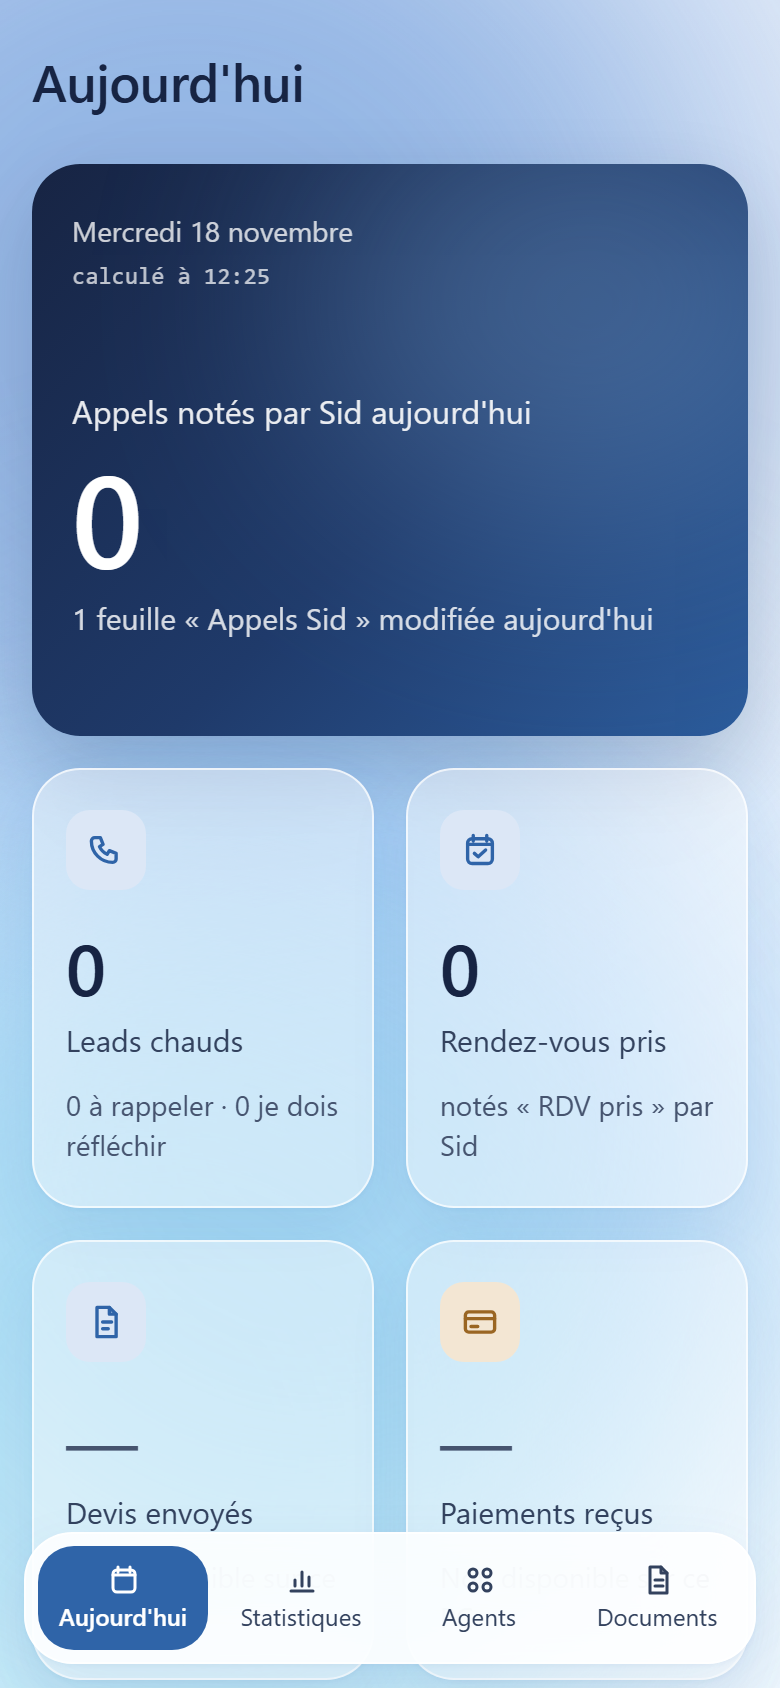 Aujourd'hui
Mercredi 18 novembre
calculé à 12:25
Appels notés par Sid aujourd'hui
0
1 feuille « Appels Sid » modifiée aujourd'hui
0
Leads chauds
0 à rappeler · 0 je dois
réfléchir
0
Rendez-vous pris
notés « RDV pris » par
Sid
—
Devis envoyés
—
Paiements reçus
disponible
ce
Aujourd'hui
Statistiques
Agents
Documents